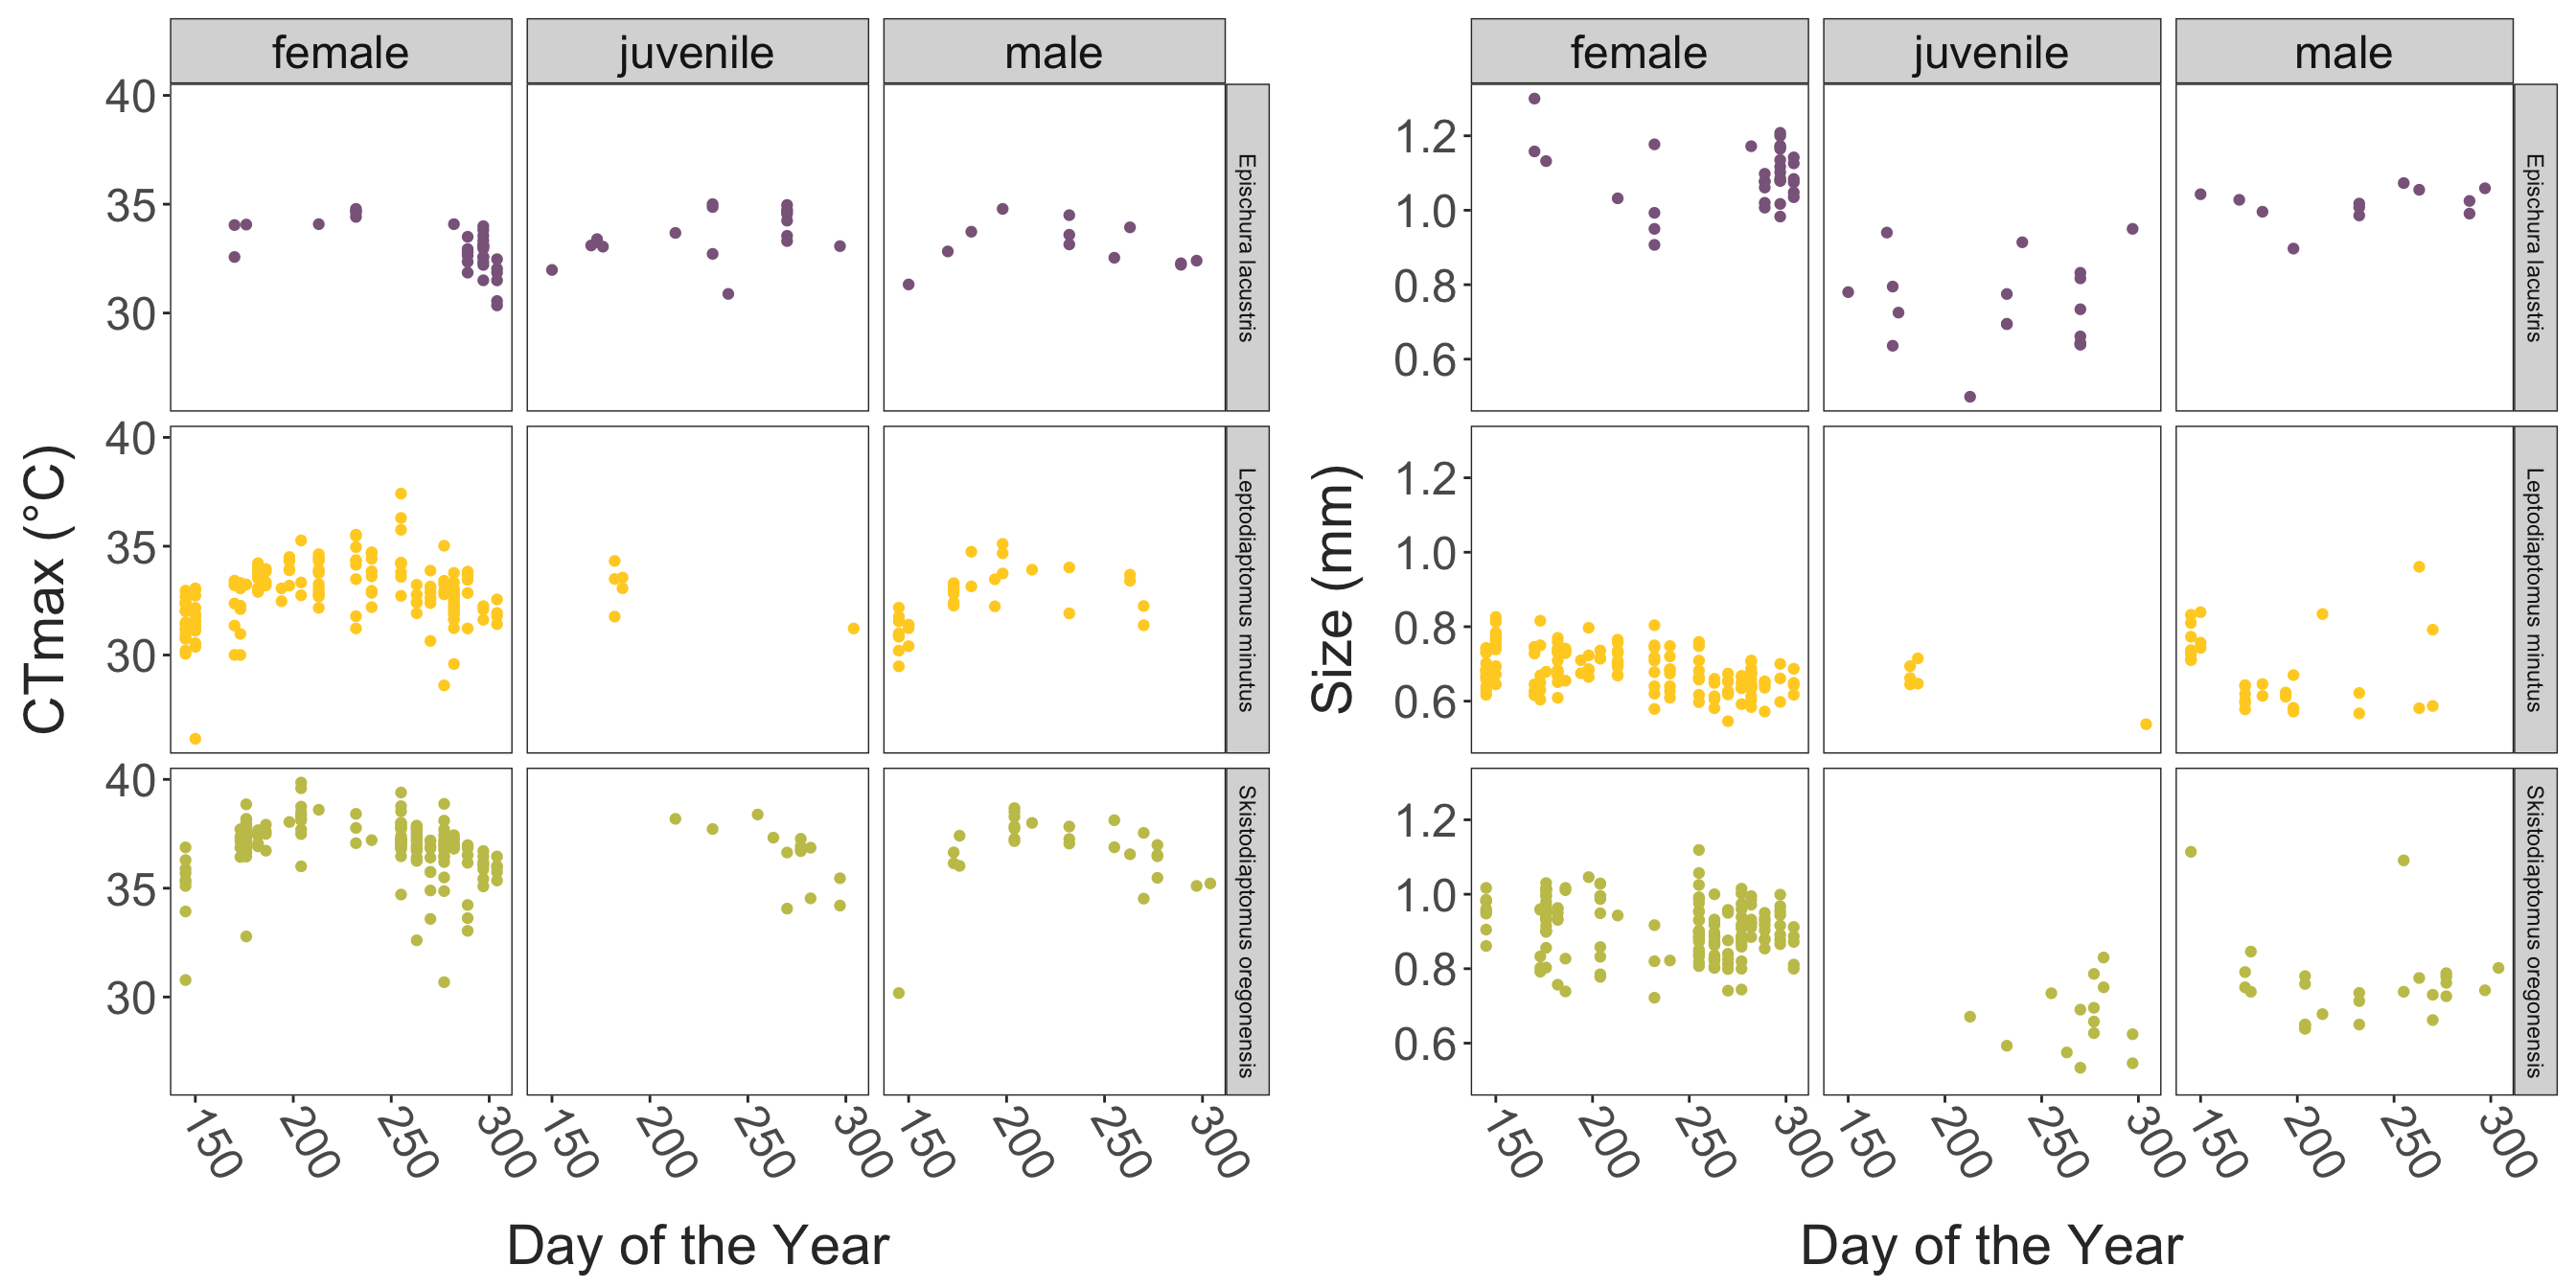 female juvenile male
40
35
30
Epischura lacustris
40
35
30
Leptodiaptomus minutus
40
35
30
Skistodiaptomus oregonensis
CTmax (°C)
150 200 250 300 150 200 250 300 150 200 250 300
Day of the Year
female juvenile male
1.2
1.0
0.8
0.6
Epischura lacustris
1.2
1.0
0.8
0.6
Leptodiaptomus minutus
1.2
1.0
0.8
0.6
Skistodiaptomus oregonensis
Size (mm)
150 200 250 300 150 200 250 300 150 200 250 300
Day of the Year